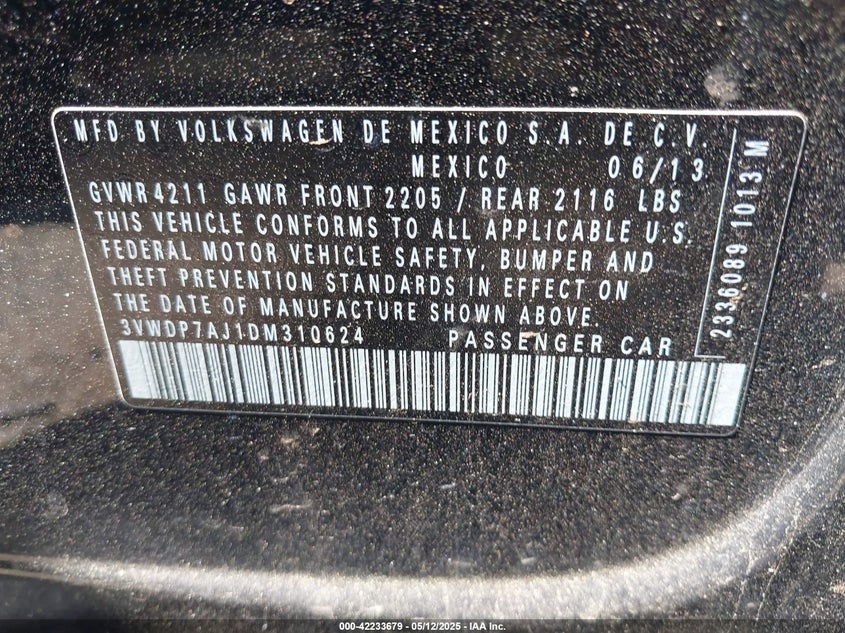 MFD BY VOLKSWAGEN DE MEXICO S.A. DE C.V.
MEXICO 06/13
GVWR 4211 GAWR FRONT 2205 / REAR 2116 LBS
THIS VEHICLE CONFORMS TO ALL APPLICABLE U.S.
FEDERAL MOTOR VEHICLE SAFETY, BUMPER AND
THEFT PREVENTION STANDARDS IN EFFECT ON
THE DATE OF MANUFACTURE SHOWN ABOVE.
3VWDP7AJ1DM310624 PASSENGER CAR
2336089 1013 M
000-42233679 - 05/12/2025 - IAA Inc.